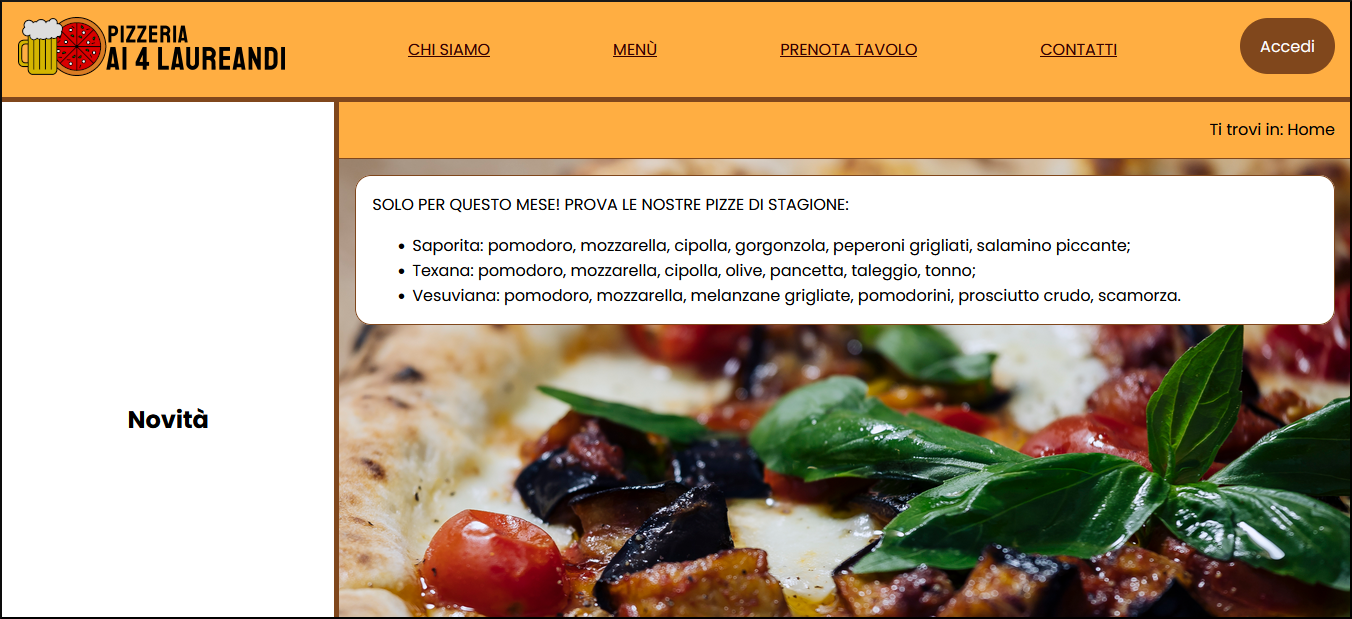 PIZZERIA
AI 4 LAUREANDI
CHI SIAMO
MENÙ
PRENOTA TAVOLO
CONTATTI
Accedi
Ti trovi in: Home
SOLO PER QUESTO MESE! PROVA LE NOSTRE PIZZE DI STAGIONE:
• Saporita: pomodoro, mozzarella, cipolla, gorgonzola, peperoni grigliati, salamino piccante;
• Texana: pomodoro, mozzarella, cipolla, olive, pancetta, taleggio, tonno;
• Vesuviana: pomodoro, mozzarella, melanzane grigliate, pomodorini, prosciutto crudo, scamorza.
Novità